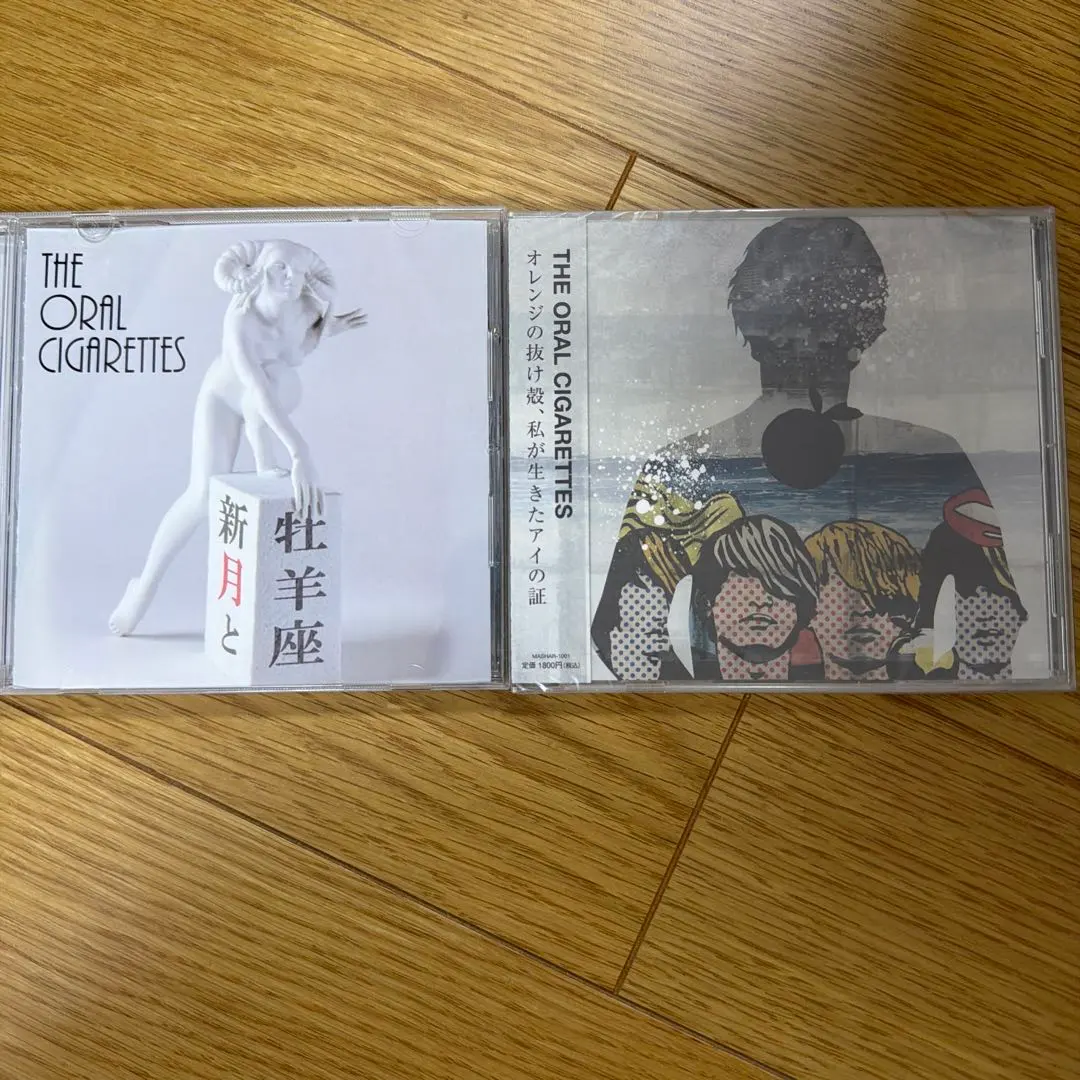 THE
ORAL
CIGARETTES
新月と
牡羊座
THE ORAL CIGARETTES
オレンジの抜け殻、私が生きたアイの証
MASHAR-1001
定価 1800円(税込)